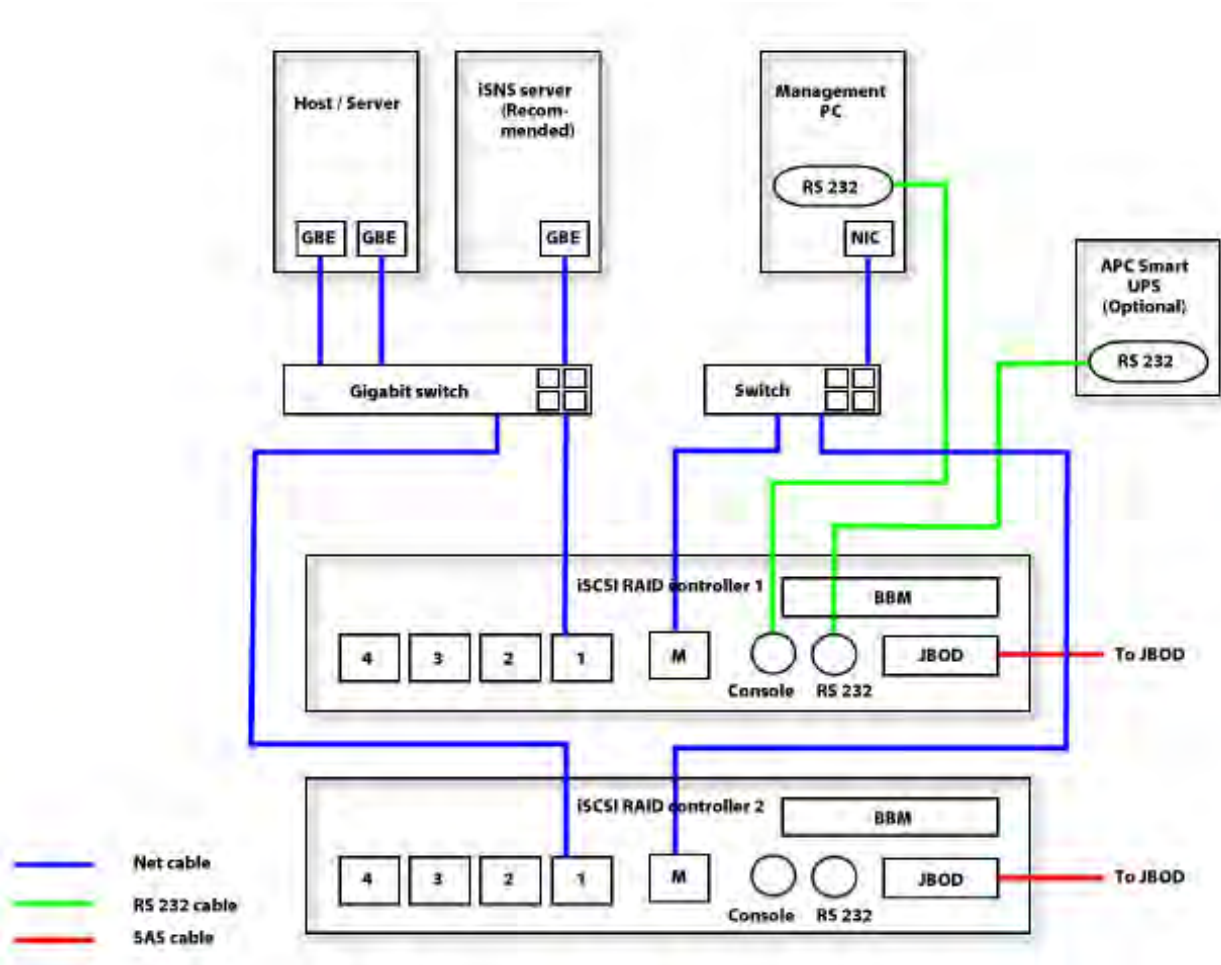 Host / Server
GBE
GBE
iSNS server
(Recom-
mended)
GBE
Management
PC
RS 232
NIC
APC Smart
UPS
(Optional)
RS 232
Gigabit switch
Switch
iSCSI RAID controller 1
BBM
4
3
2
1
M
Console
RS 232
JBOD
To JBOD
iSCSI RAID controller 2
BBM
4
3
2
1
M
Console
RS 232
JBOD
To JBOD
Net cable
RS 232 cable
SAS cable